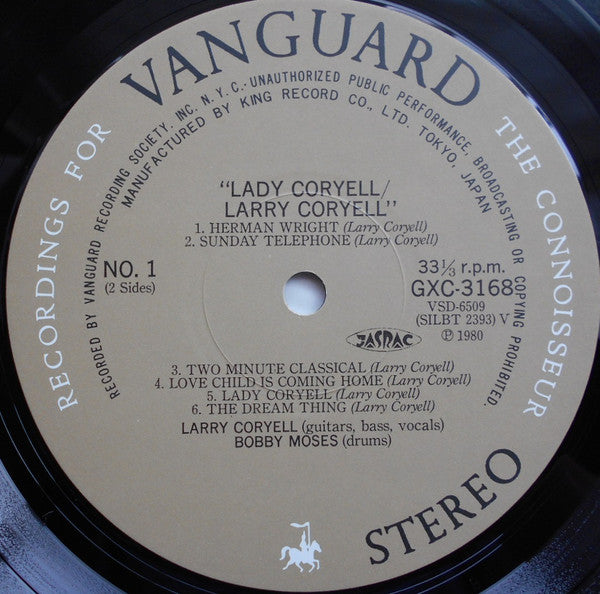 VANGUARD
RECORDINGS FOR
THE CONNOISSEUR
RECORDED BY VANGUARD RECORDING SOCIETY, INC. N.Y.C.·UNAUTHORIZED PUBLIC PERFORMANCE, BROADCASTING OR COPYING PROHIBITED.
MANUFACTURED BY KING RECORD CO., LTD. TOKYO, JAPAN
"LADY CORYELL/
LARRY CORYELL"
1. HERMAN WRIGHT (Larry Coryell)
2. SUNDAY TELEPHONE (Larry Coryell)
NO. 1
(2 Sides)
33⅓ r.p.m.
GXC-3168
VSD-6509
(SILBT 2393) V
℗ 1980
JASRAC
3. TWO MINUTE CLASSICAL (Larry Coryell)
4. LOVE CHILD IS COMING HOME (Larry Coryell)
5. LADY CORYELL (Larry Coryell)
6. THE DREAM THING (Larry Coryell)
LARRY CORYELL (guitars, bass, vocals)
BOBBY MOSES (drums)
STEREO